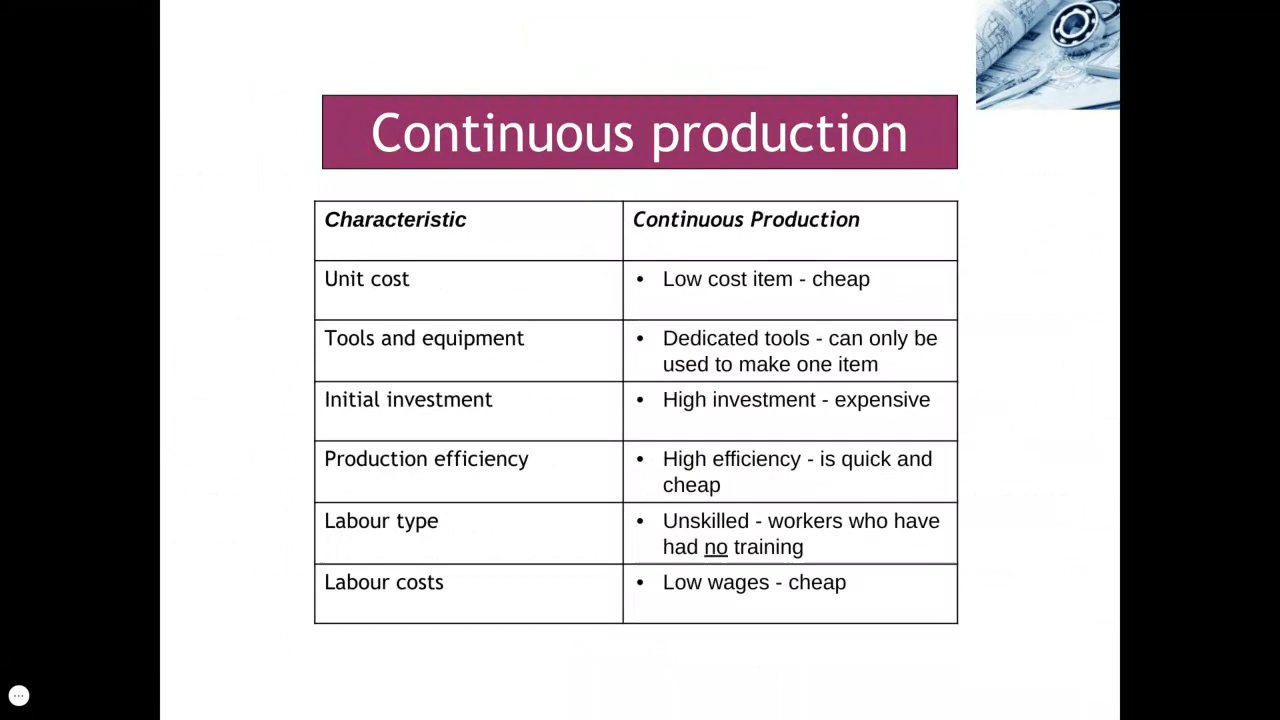 Continuous production
Characteristic
Continuous Production
Unit cost
• Low cost item - cheap
Tools and equipment
• Dedicated tools - can only be
used to make one item
Initial investment
• High investment - expensive
Production efficiency
• High efficiency - is quick and
cheap
Labour type
• Unskilled - workers who have
had no training
Labour costs
• Low wages - cheap